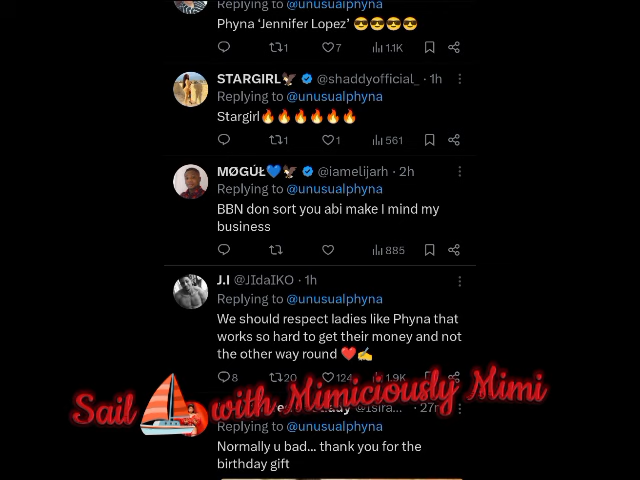 Replying to @unusualphyna
Phyna ‘Jennifer Lopez’ 😎😎😎😎
1 7 1.1K
STARGIRL @shaddyofficial_ · 1h
Replying to @unusualphyna
Stargirl🔥🔥🔥🔥🔥🔥
1 1 561
MØGÚŁ💙🦅 @iamelijarh · 2h
Replying to @unusualphyna
BBN don sort you abi make I mind my
business
885
J.I @JIdaIKO · 1h
Replying to @unusualphyna
We should respect ladies like Phyna that
works so hard to get their money and not
the other way round ❤️✍️
8 20 124 1.9K
Sail with Mimiciously Mimi
27m
Replying to @unusualphyna
Normally u bad... thank you for the
birthday gift